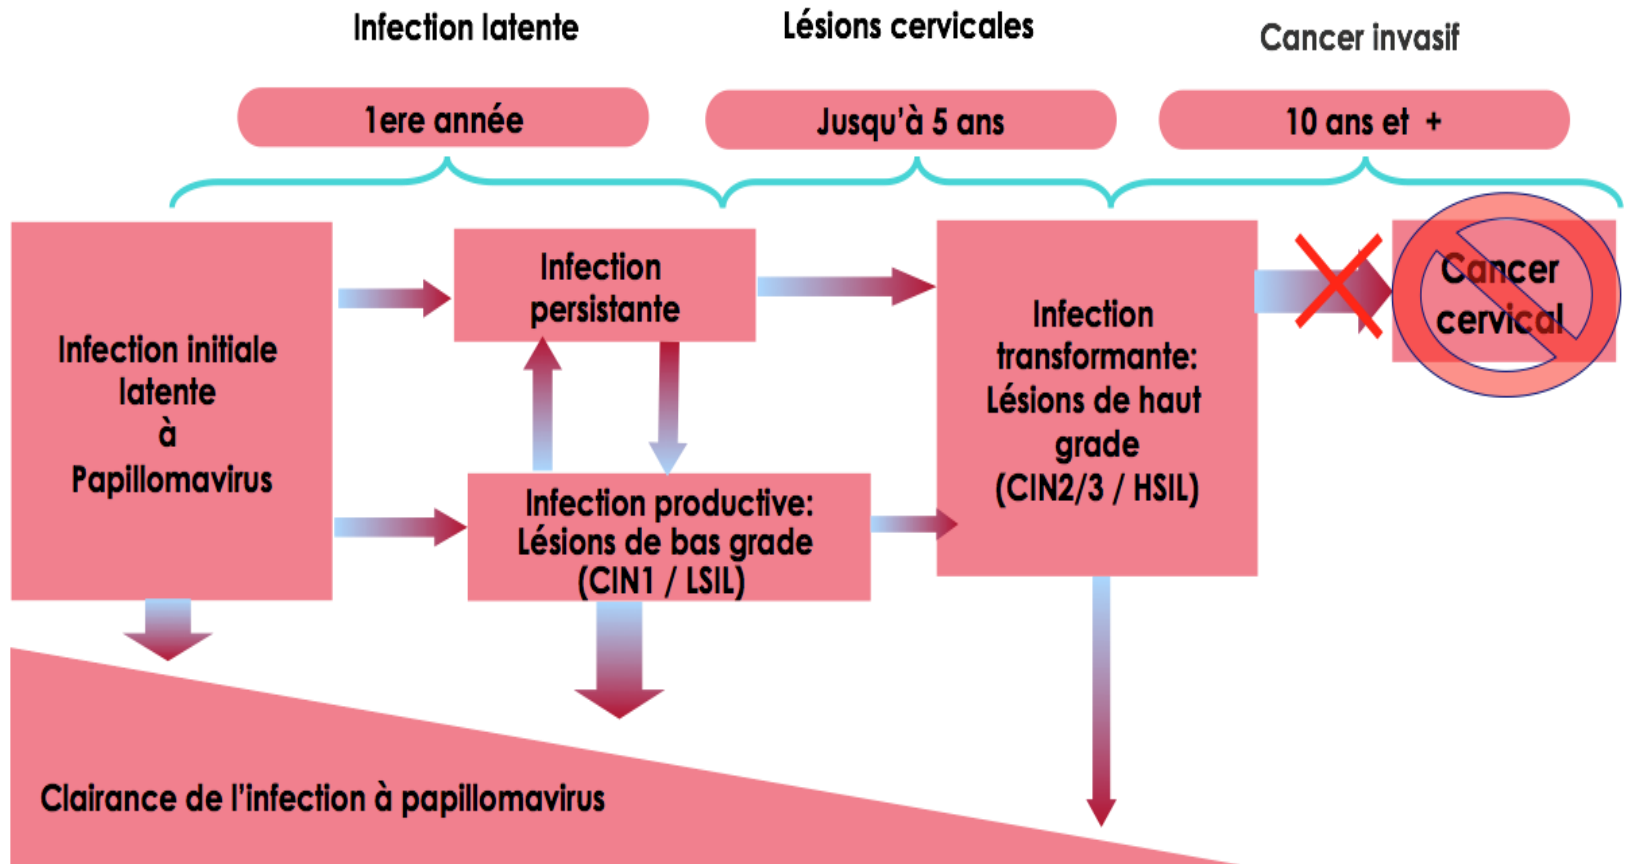 Infection latente
Lésions cervicales
Cancer invasif
1ere année
Jusqu'à 5 ans
10 ans et +
Infection initiale
latente
à
Papillomavirus
Infection
persistante
Infection productive:
Lésions de bas grade
(CIN1 / LSIL)
Infection
transformante:
Lésions de haut
grade
(CIN2/3 / HSIL)
Cancer
cervical
Clairance de l'infection à papillomavirus